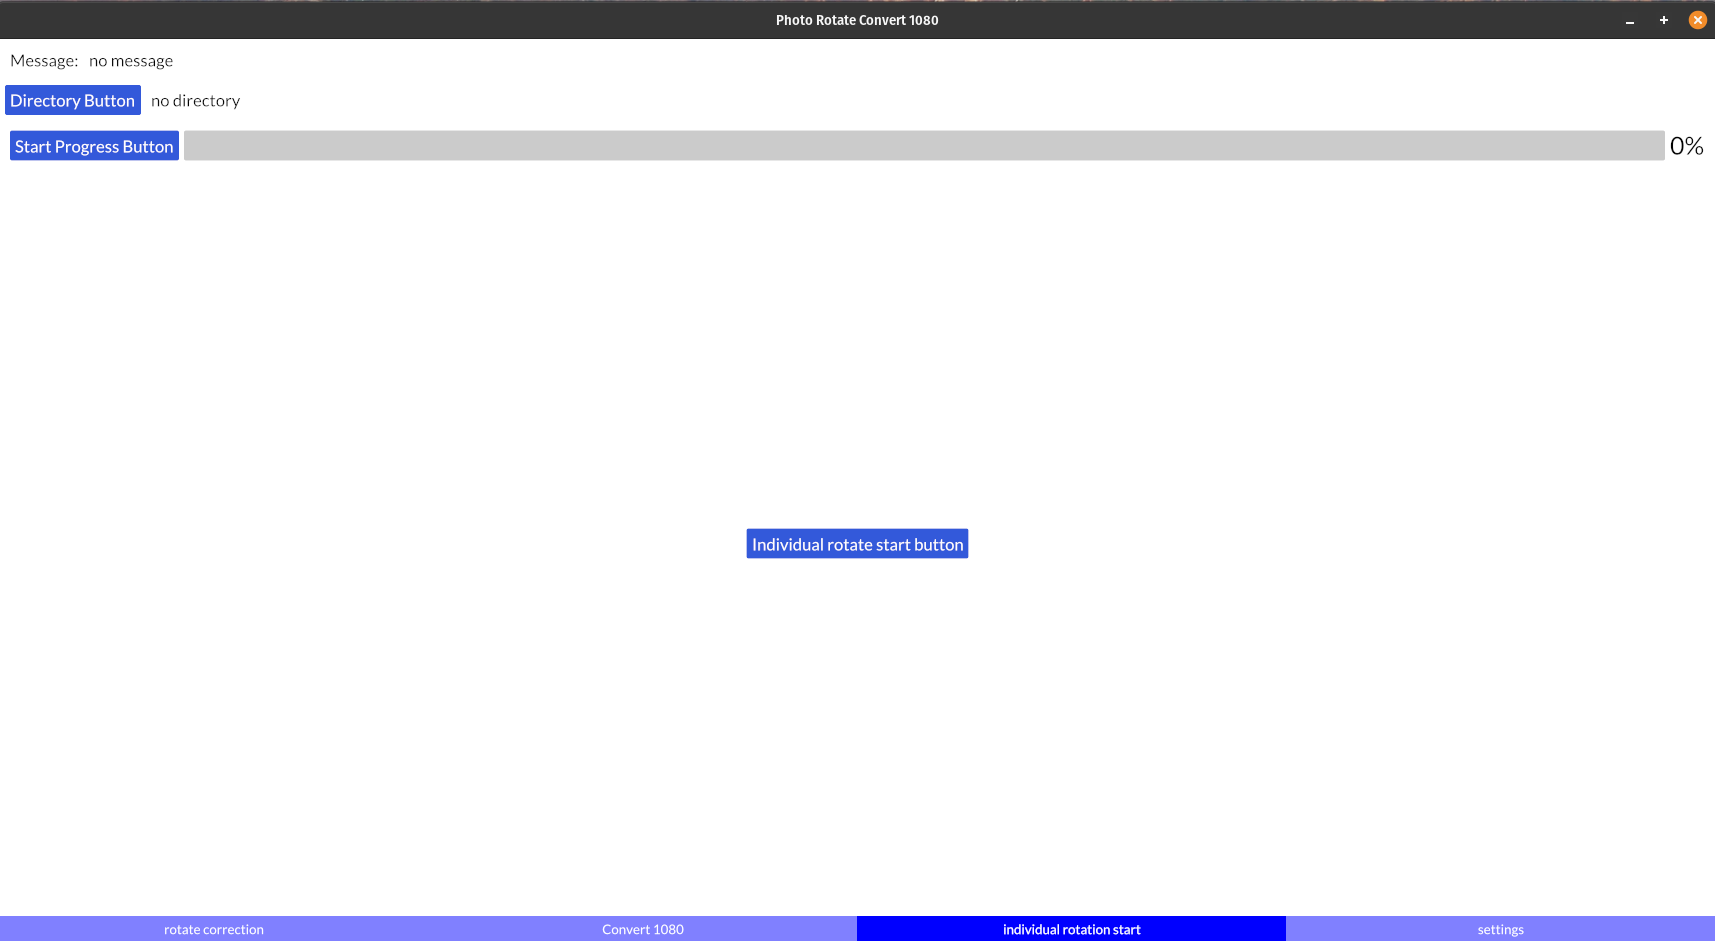 Photo Rotate Convert 1080
Message: no message
Directory Button no directory
Start Progress Button 0%
Individual rotate start button
rotate correction Convert 1080 individual rotation start settings